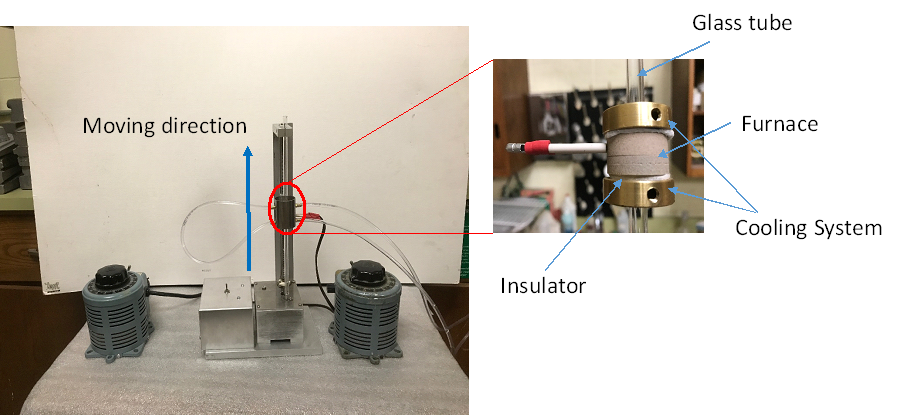 Glass tube
Moving direction
Furnace
Cooling System
Insulator